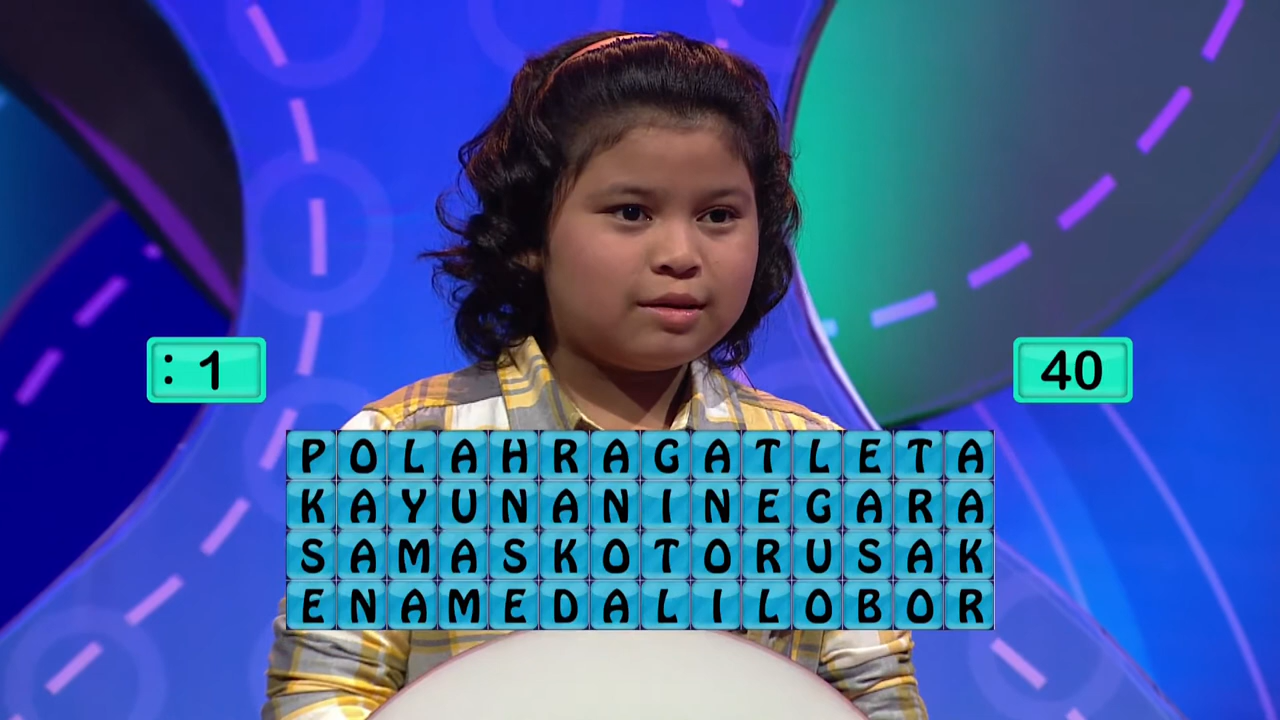 : 1
40
POLAHRAGATLETA
KAYUNANINEGARA
SAMASKOTORUSAK
ENAMEDALILOBOR